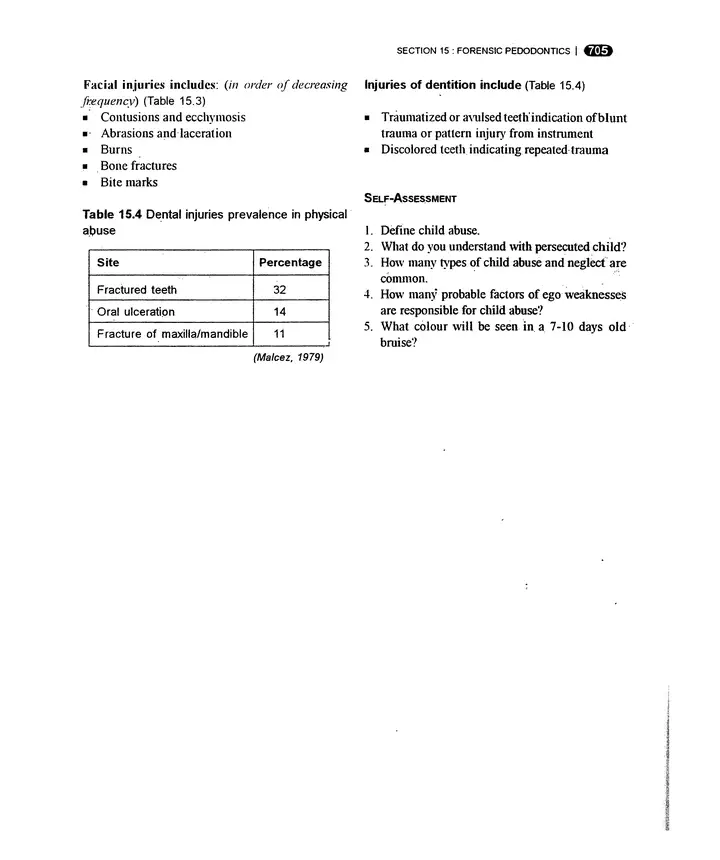 SECTION 15 : FORENSIC PEDODONTICS | 705
Facial injuries includes: (in order of decreasing
frequency) (Table 15.3)
▪ Contusions and ecchymosis
▪ Abrasions and laceration
▪ Burns
▪ Bone fractures
▪ Bite marks
Table 15.4 Dental injuries prevalence in physical
abuse
Site Percentage
Fractured teeth 32
Oral ulceration 14
Fracture of maxilla/mandible 11
(Malcez, 1979)
Injuries of dentition include (Table 15.4)
▪ Traumatized or avulsed teeth indication of blunt
trauma or pattern injury from instrument
▪ Discolored teeth indicating repeated trauma
SELF-ASSESSMENT
1. Define child abuse.
2. What do you understand with persecuted child?
3. How many types of child abuse and neglect are
common.
4. How many probable factors of ego weaknesses
are responsible for child abuse?
5. What colour will be seen in a 7-10 days old
bruise?